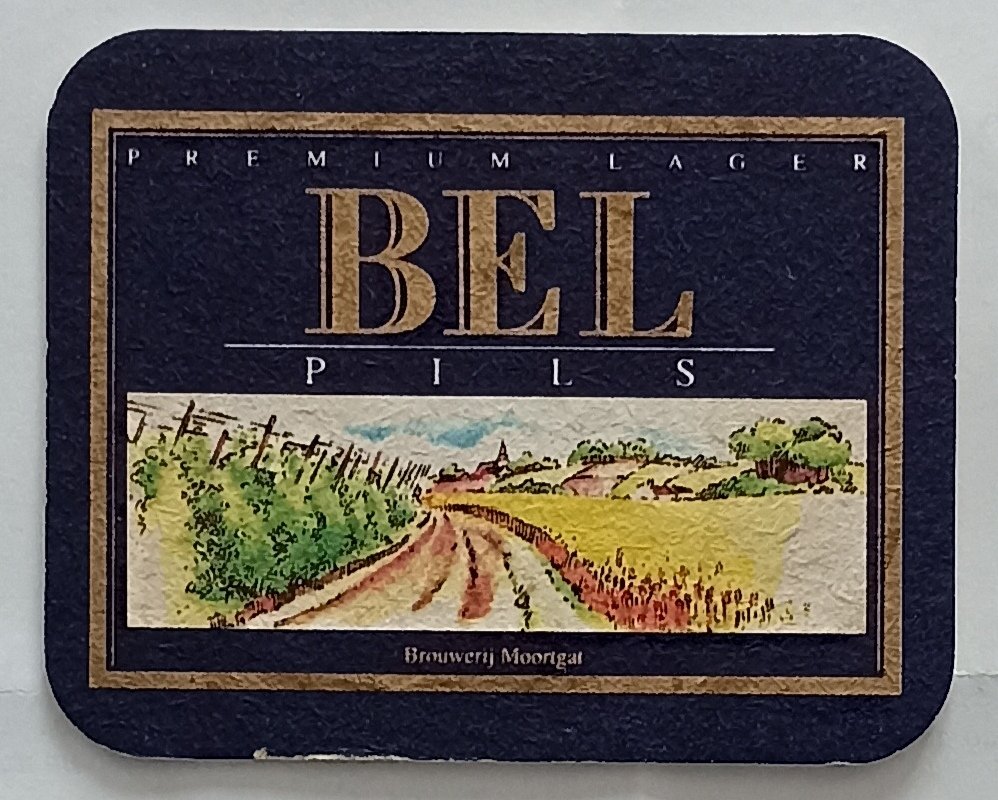 PREMIUM LAGER
BEL
PILS
Brouwerij Moortgat